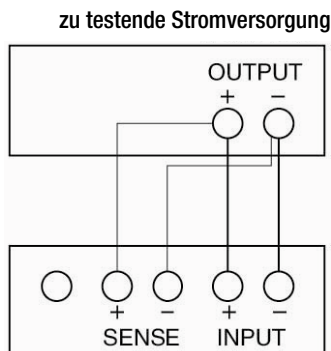 zu testende Stromversorgung
OUTPUT
+ −
+ − + −
SENSE INPUT